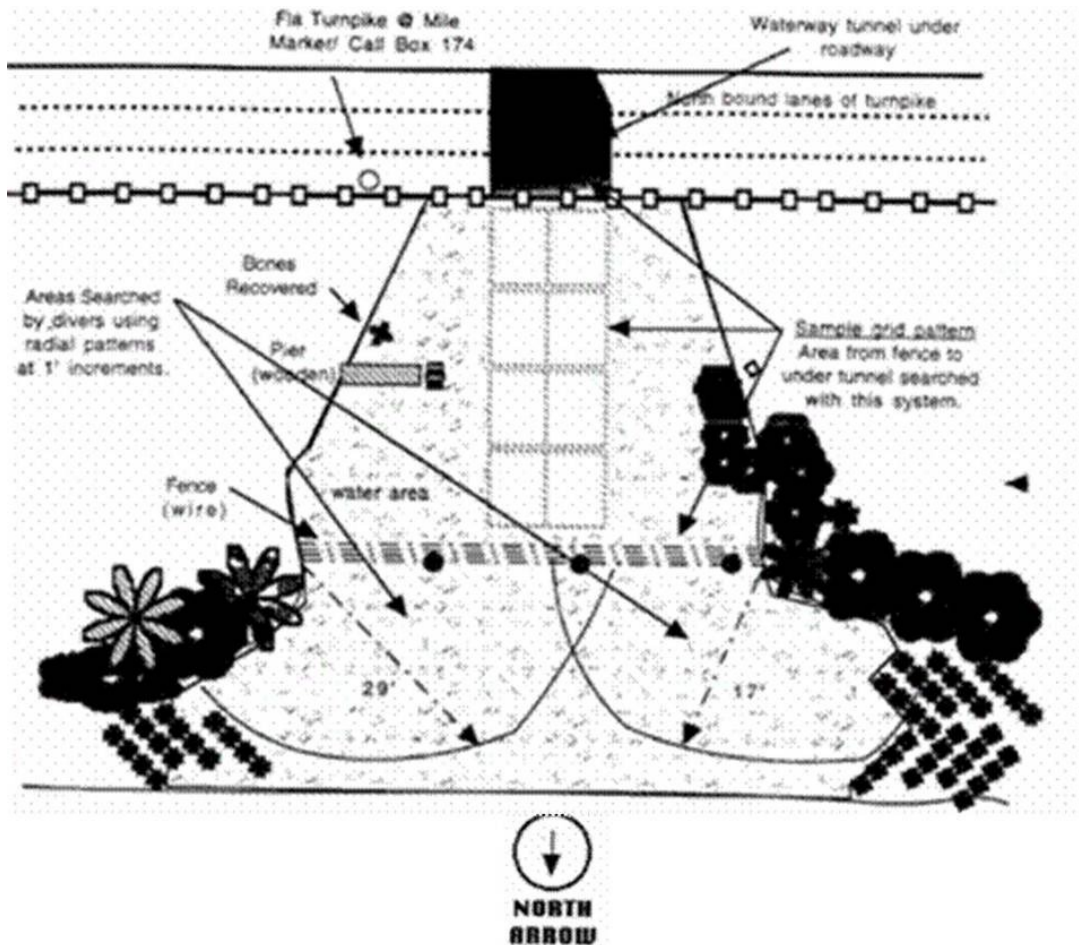 Fla Turnpike @ Mile
Marker/ Call Box 174
Waterway tunnel under
roadway
North bound lanes of turnpike
Bones
Recovered
Areas Searched
by divers using
radial patterns
at 1' increments.
Pier
(wooden)
Sample grid pattern
Area from fence to
under tunnel searched
with this system.
Fence
(wire)
water area
29'
17'
NORTH
ARROW